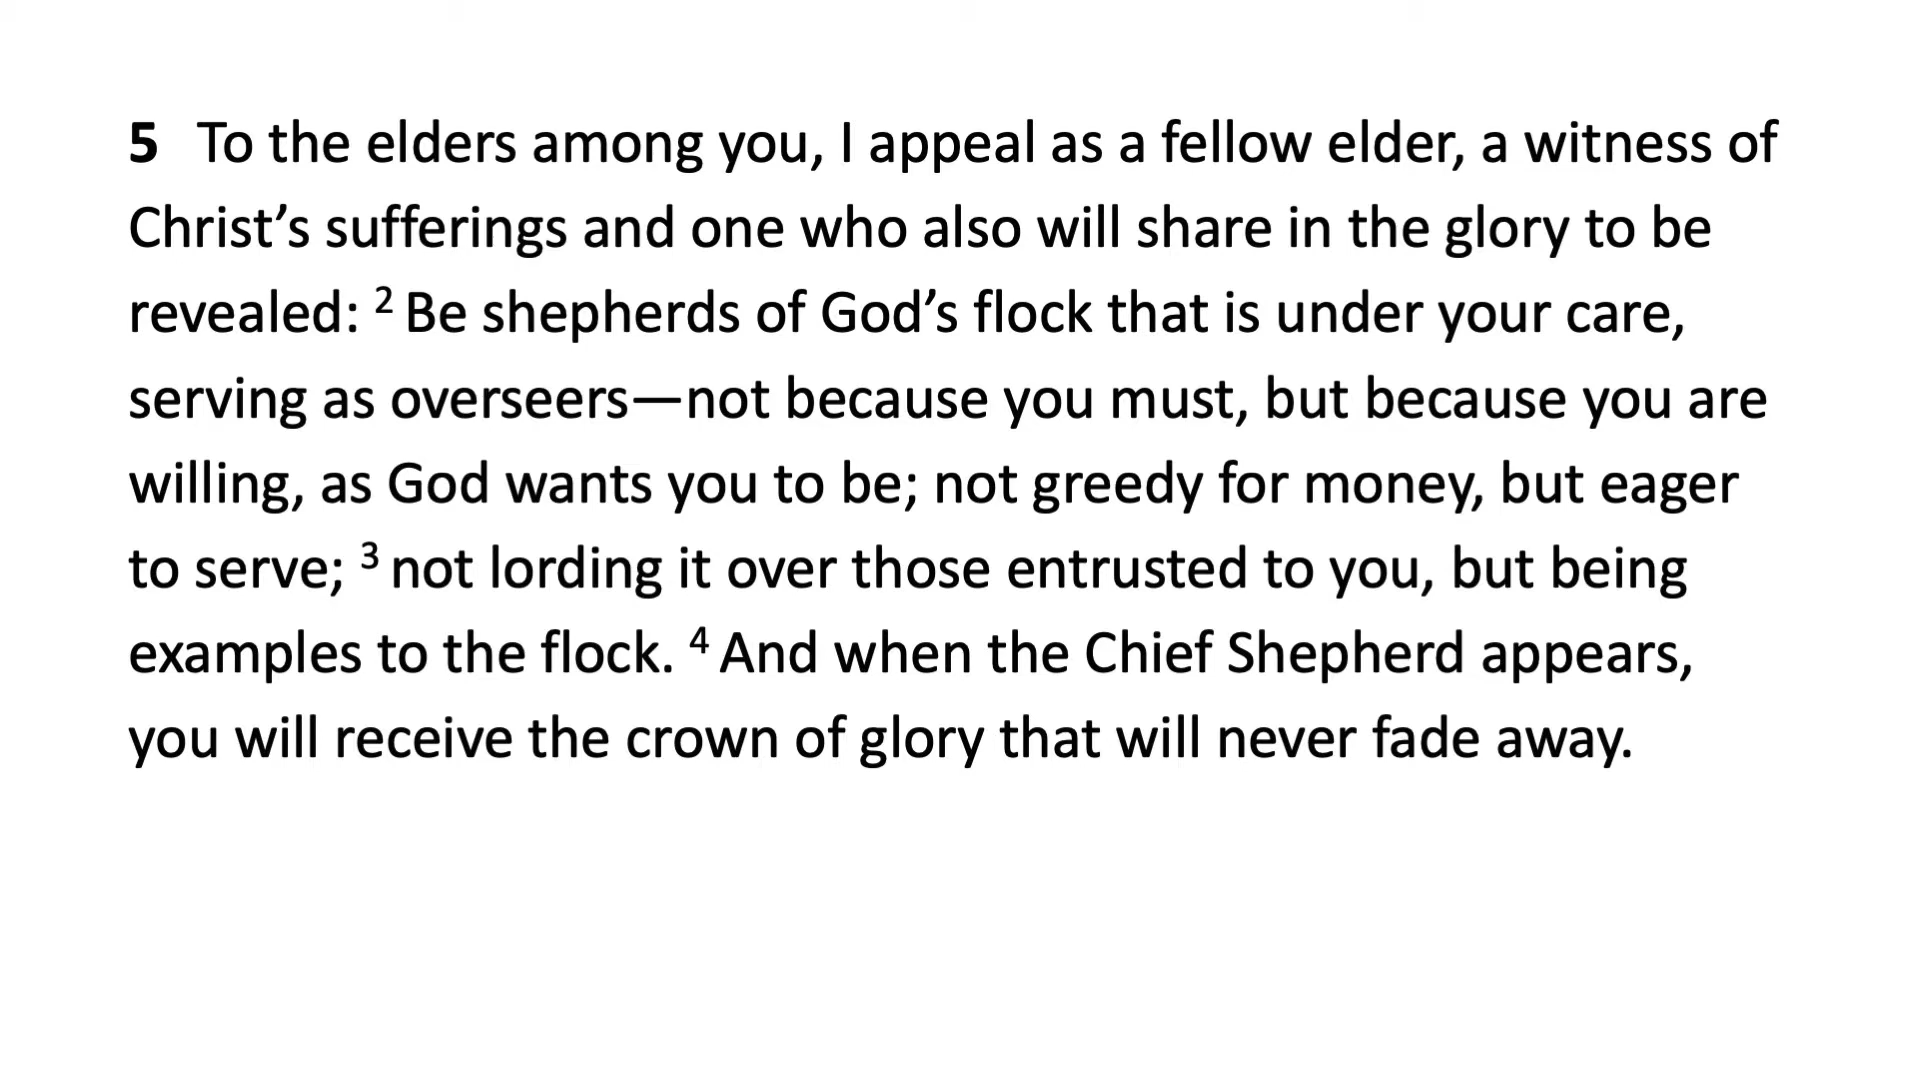 5 To the elders among you, I appeal as a fellow elder, a witness of
Christ’s sufferings and one who also will share in the glory to be
revealed: ² Be shepherds of God’s flock that is under your care,
serving as overseers—not because you must, but because you are
willing, as God wants you to be; not greedy for money, but eager
to serve; ³ not lording it over those entrusted to you, but being
examples to the flock. ⁴ And when the Chief Shepherd appears,
you will receive the crown of glory that will never fade away.